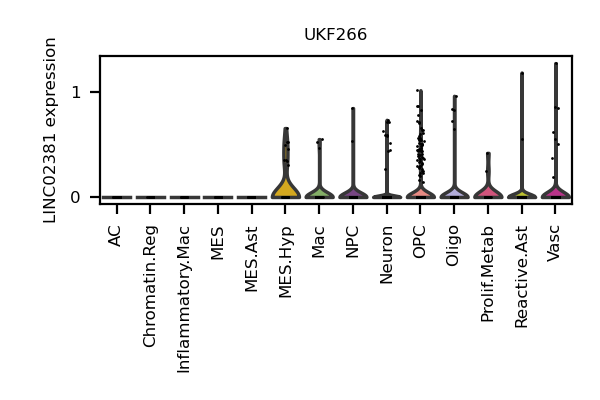 UKF266
LINC02381 expression
1
0
AC
Chromatin.Reg
Inflammatory.Mac
MES
MES.Ast
MES.Hyp
Mac
NPC
Neuron
OPC
Oligo
Prolif.Metab
Reactive.Ast
Vasc